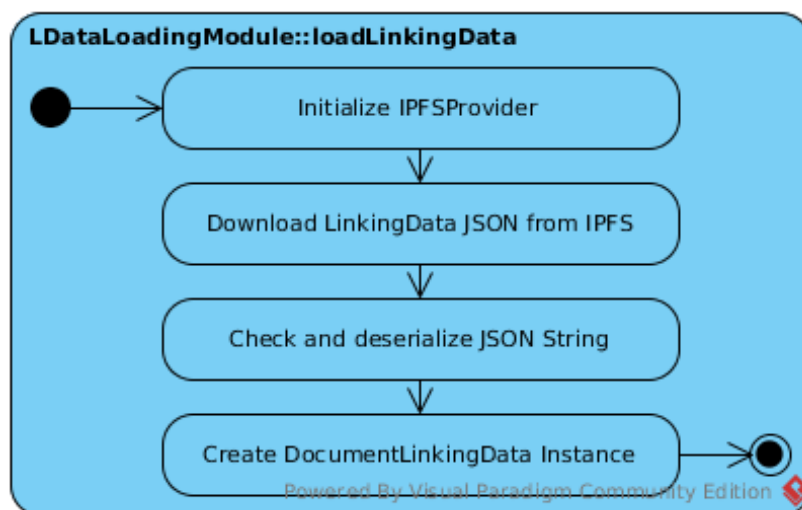 LDataLoadingModule::loadLinkingData
Initialize IPFSProvider
Download LinkingData JSON from IPFS
Check and deserialize JSON String
Create DocumentLinkingData Instance
Powered By Visual Paradigm Community Edition